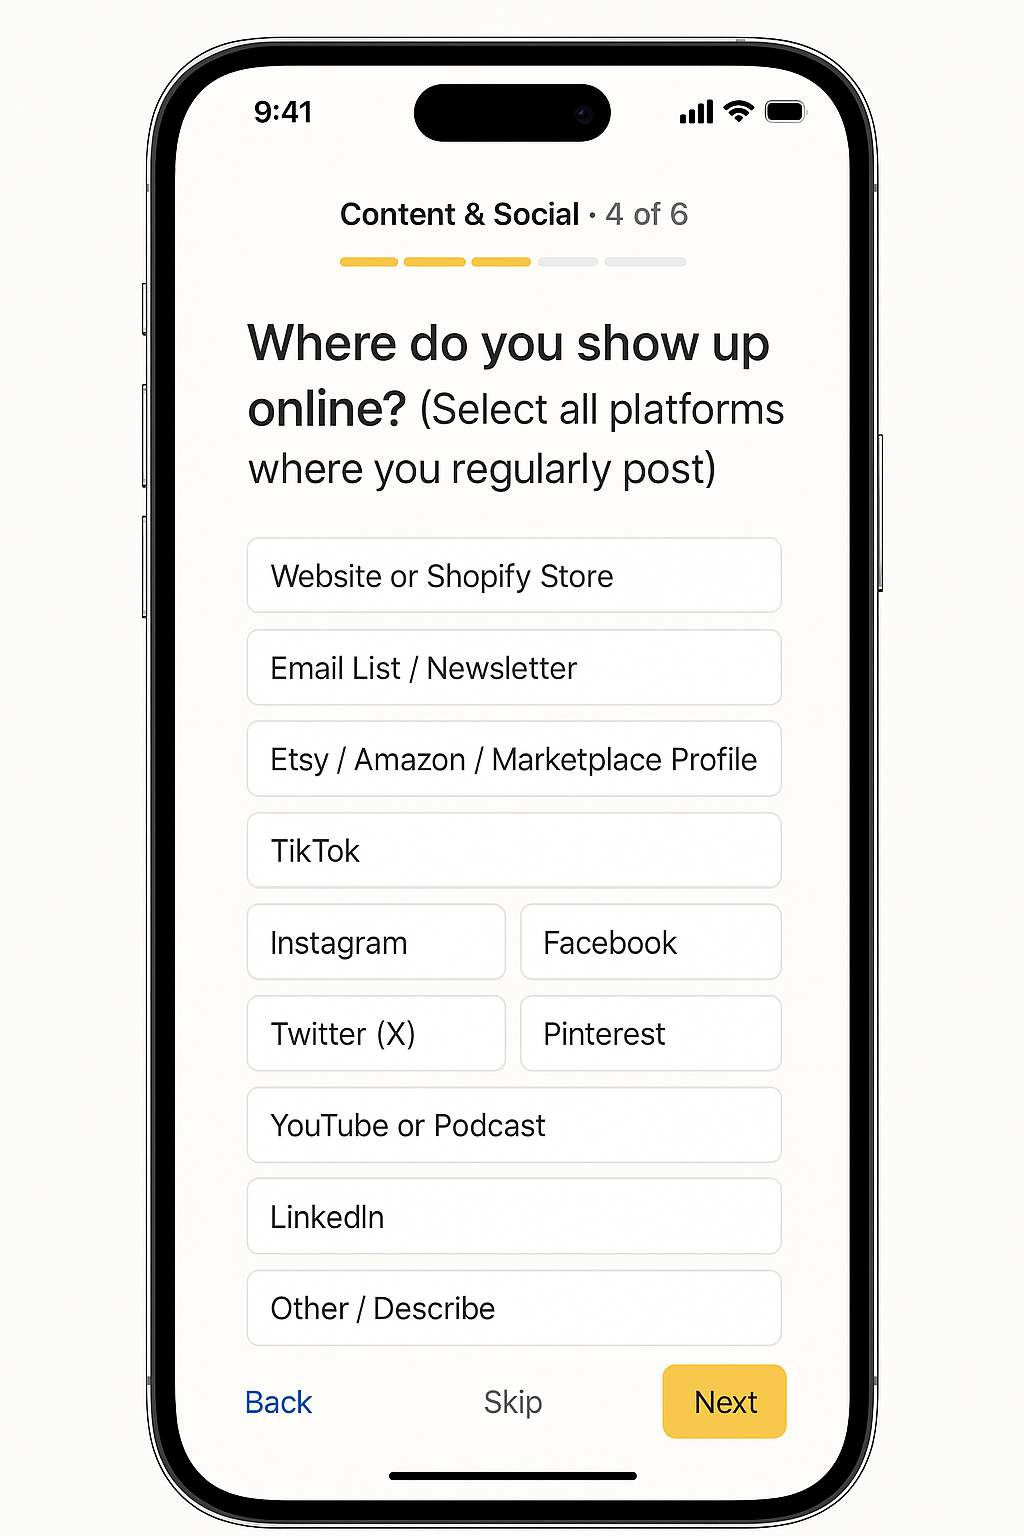 9:41
Content & Social · 4 of 6
Where do you show up
online? (Select all platforms
where you regularly post)
Website or Shopify Store
Email List / Newsletter
Etsy / Amazon / Marketplace Profile
TikTok
Instagram
Facebook
Twitter (X)
Pinterest
YouTube or Podcast
LinkedIn
Other / Describe
Back
Skip
Next